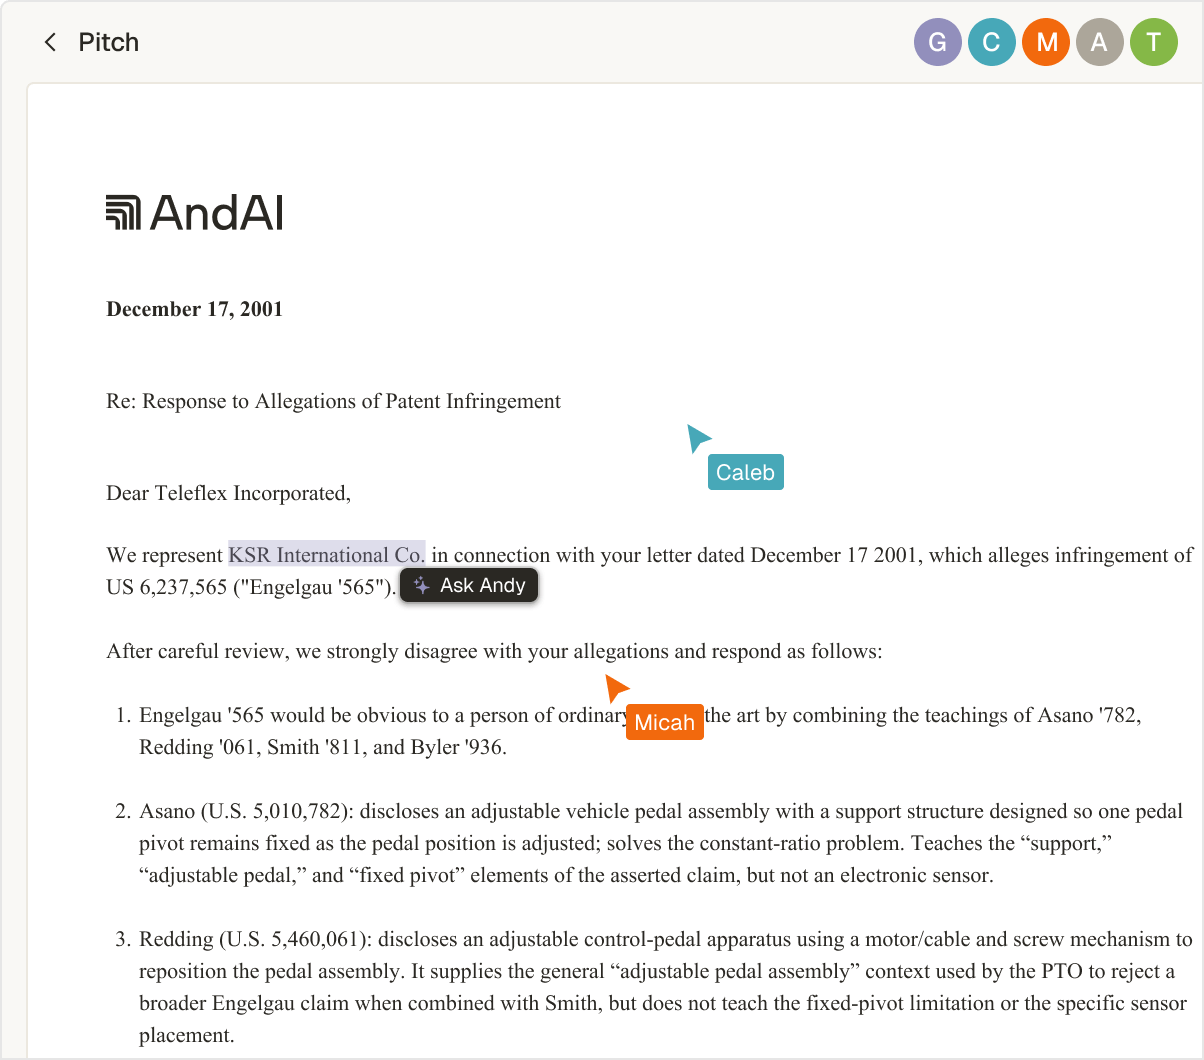 Pitch
G C M A T
AndAI
December 17, 2001
Re: Response to Allegations of Patent Infringement
Caleb
Dear Teleflex Incorporated,
We represent KSR International Co. in connection with your letter dated December 17 2001, which alleges infringement of
US 6,237,565 ("Engelgau '565").
Ask Andy
After careful review, we strongly disagree with your allegations and respond as follows:
1. Engelgau '565 would be obvious to a person of ordinary the art by combining the teachings of Asano '782,
Micah
Redding '061, Smith '811, and Byler '936.
2. Asano (U.S. 5,010,782): discloses an adjustable vehicle pedal assembly with a support structure designed so one pedal
pivot remains fixed as the pedal position is adjusted; solves the constant-ratio problem. Teaches the “support,”
“adjustable pedal,” and “fixed pivot” elements of the asserted claim, but not an electronic sensor.
3. Redding (U.S. 5,460,061): discloses an adjustable control-pedal apparatus using a motor/cable and screw mechanism to
reposition the pedal assembly. It supplies the general “adjustable pedal assembly” context used by the PTO to reject a
broader Engelgau claim when combined with Smith, but does not teach the fixed-pivot limitation or the specific sensor
placement.